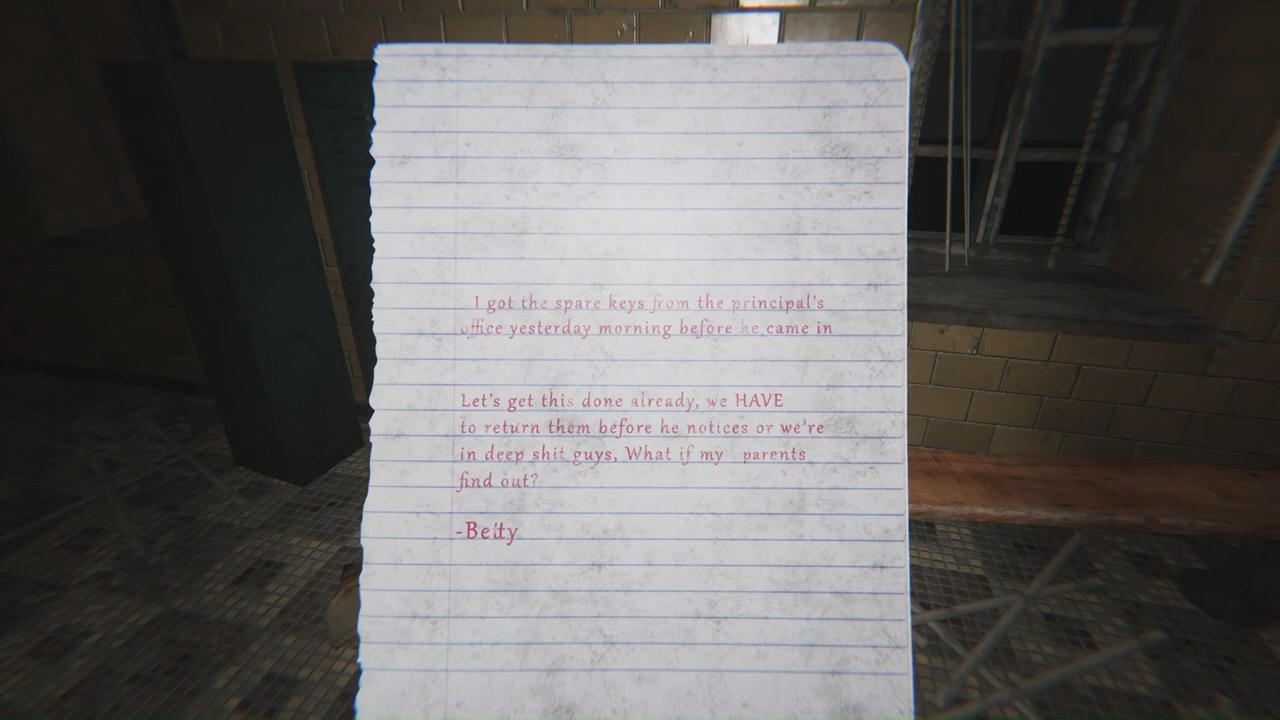 I got the spare keys from the principal's
office yesterday morning before he came in
Let's get this done already, we HAVE
to return them before he notices or we're
in deep shit guys, What if my parents
find out?
-Betty